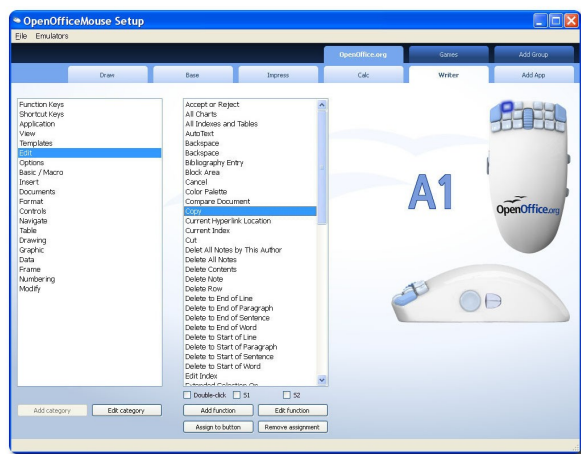 OpenOfficeMouse Setup
File Emulators
OpenOffice.org Games Add Group
Draw Base Impress Calc Writer Add App
Function Keys
Shortcut Keys
Application
View
Templates
Edit
Options
Basic / Macro
Insert
Documents
Format
Controls
Navigate
Table
Drawing
Graphic
Data
Frame
Numbering
Modify
Accept or Reject
All Charts
All Indexes and Tables
AutoText
Backspace
Backspace
Bibliography Entry
Block Area
Cancel
Color Palette
Compare Document
Copy
Current Hyperlink Location
Current Index
Cut
Delet All Notes by This Author
Delete All Notes
Delete Contents
Delete Note
Delete Row
Delete to End of Line
Delete to End of Paragraph
Delete to End of Sentence
Delete to End of Word
Delete to Start of Line
Delete to Start of Paragraph
Delete to Start of Sentence
Delete to Start of Word
Edit Index
Extended Selection On
A1
OpenOffice.org
Double-click S1 S2
Add category Edit category Add function Edit function
Assign to button Remove assignment